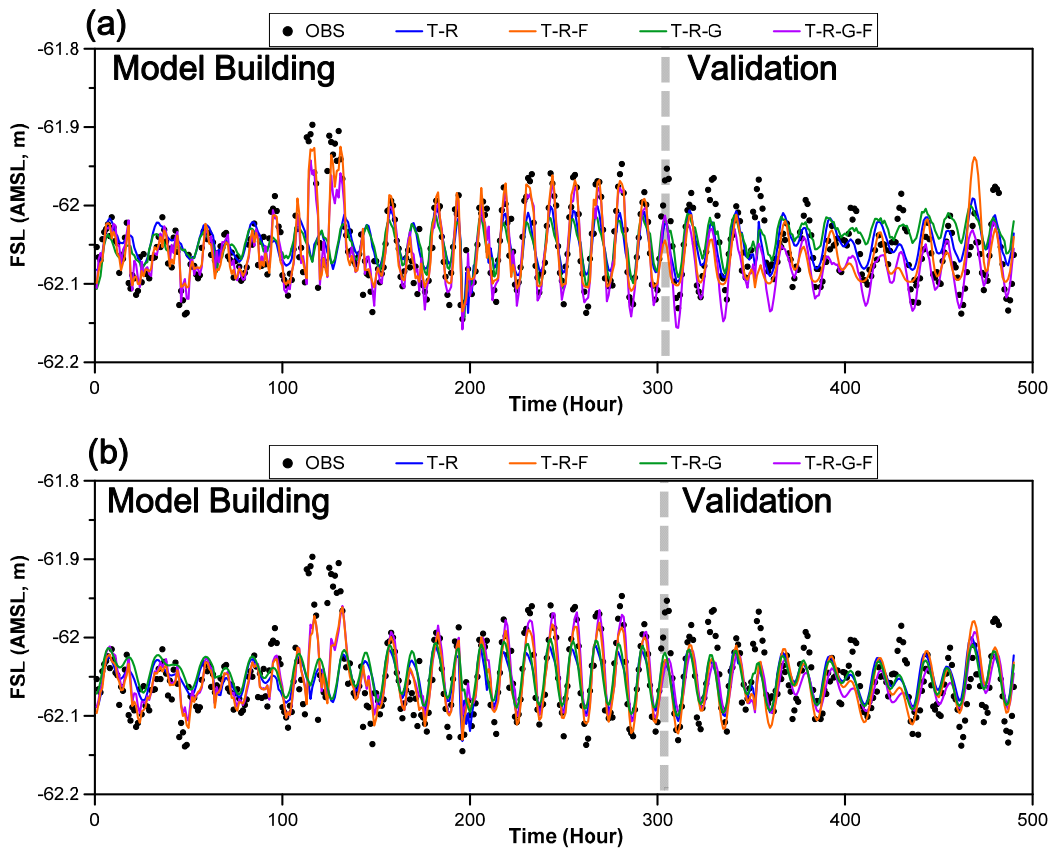 (a)
OBS T-R T-R-F T-R-G T-R-G-F
Model Building Validation
FSL (AMSL, m)
-61.8
-61.9
-62
-62.1
-62.2
0 100 200 300 400 500
Time (Hour)
(b)
OBS T-R T-R-F T-R-G T-R-G-F
Model Building Validation
FSL (AMSL, m)
-61.8
-61.9
-62
-62.1
-62.2
0 100 200 300 400 500
Time (Hour)